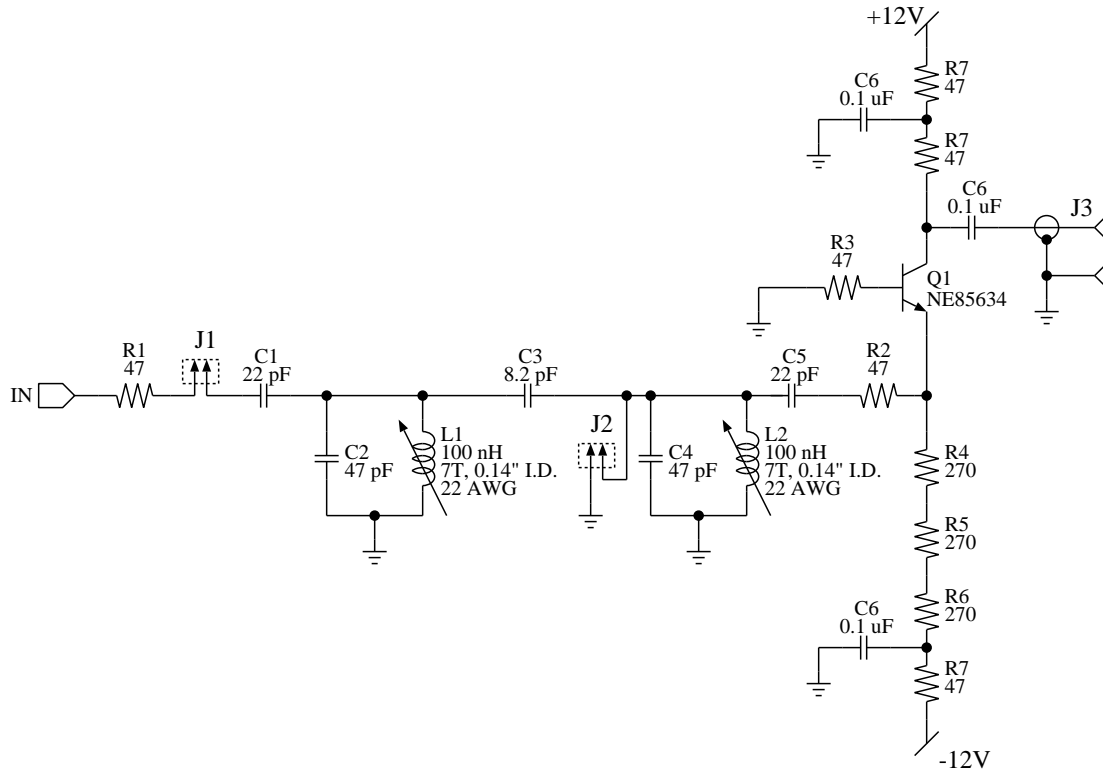 +12V
R7
47
C6
0.1 uF
R7
47
C6
0.1 uF
J3
R3
47
Q1
NE85634
IN
R1
47
J1
C1
22 pF
C3
8.2 pF
C5
22 pF
R2
47
C2
47 pF
L1
100 nH
7T, 0.14" I.D.
22 AWG
J2
C4
47 pF
L2
100 nH
7T, 0.14" I.D.
22 AWG
R4
270
R5
270
R6
270
C6
0.1 uF
R7
47
-12V